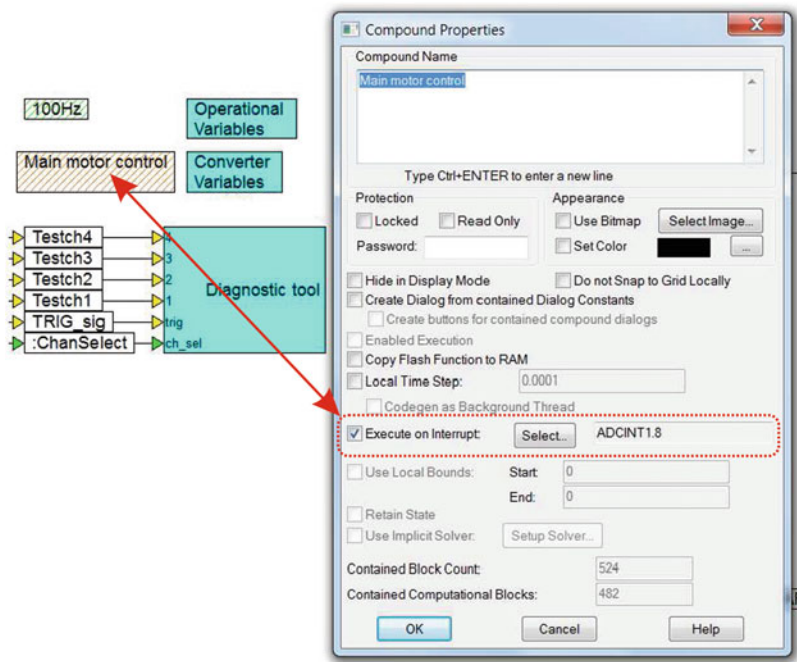 100Hz
Operational
Variables
Main motor control
Converter
Variables
Testch4
4
Testch3
3
Testch2
2
Testch1
1
Diagnostic tool
TRIG_sig
trig
:ChanSelect
ch_sel
Compound Properties
Compound Name
Main motor control
Type Ctrl+ENTER to enter a new line
Protection
Appearance
Locked
Read Only
Use Bitmap
Select Image...
Password:
Set Color
...
Hide in Display Mode
Do not Snap to Grid Locally
Create Dialog from contained Dialog Constants
Create buttons for contained compound dialogs
Enabled Execution
Copy Flash Function to RAM
Local Time Step:
0.0001
Codegen as Background Thread
Execute on Interrupt:
Select...
ADCINT1.8
Use Local Bounds:
Start:
0
End:
0
Retain State
Use Implicit Solver:
Setup Solver...
Contained Block Count:
524
Contained Computational Blocks:
482
OK
Cancel
Help